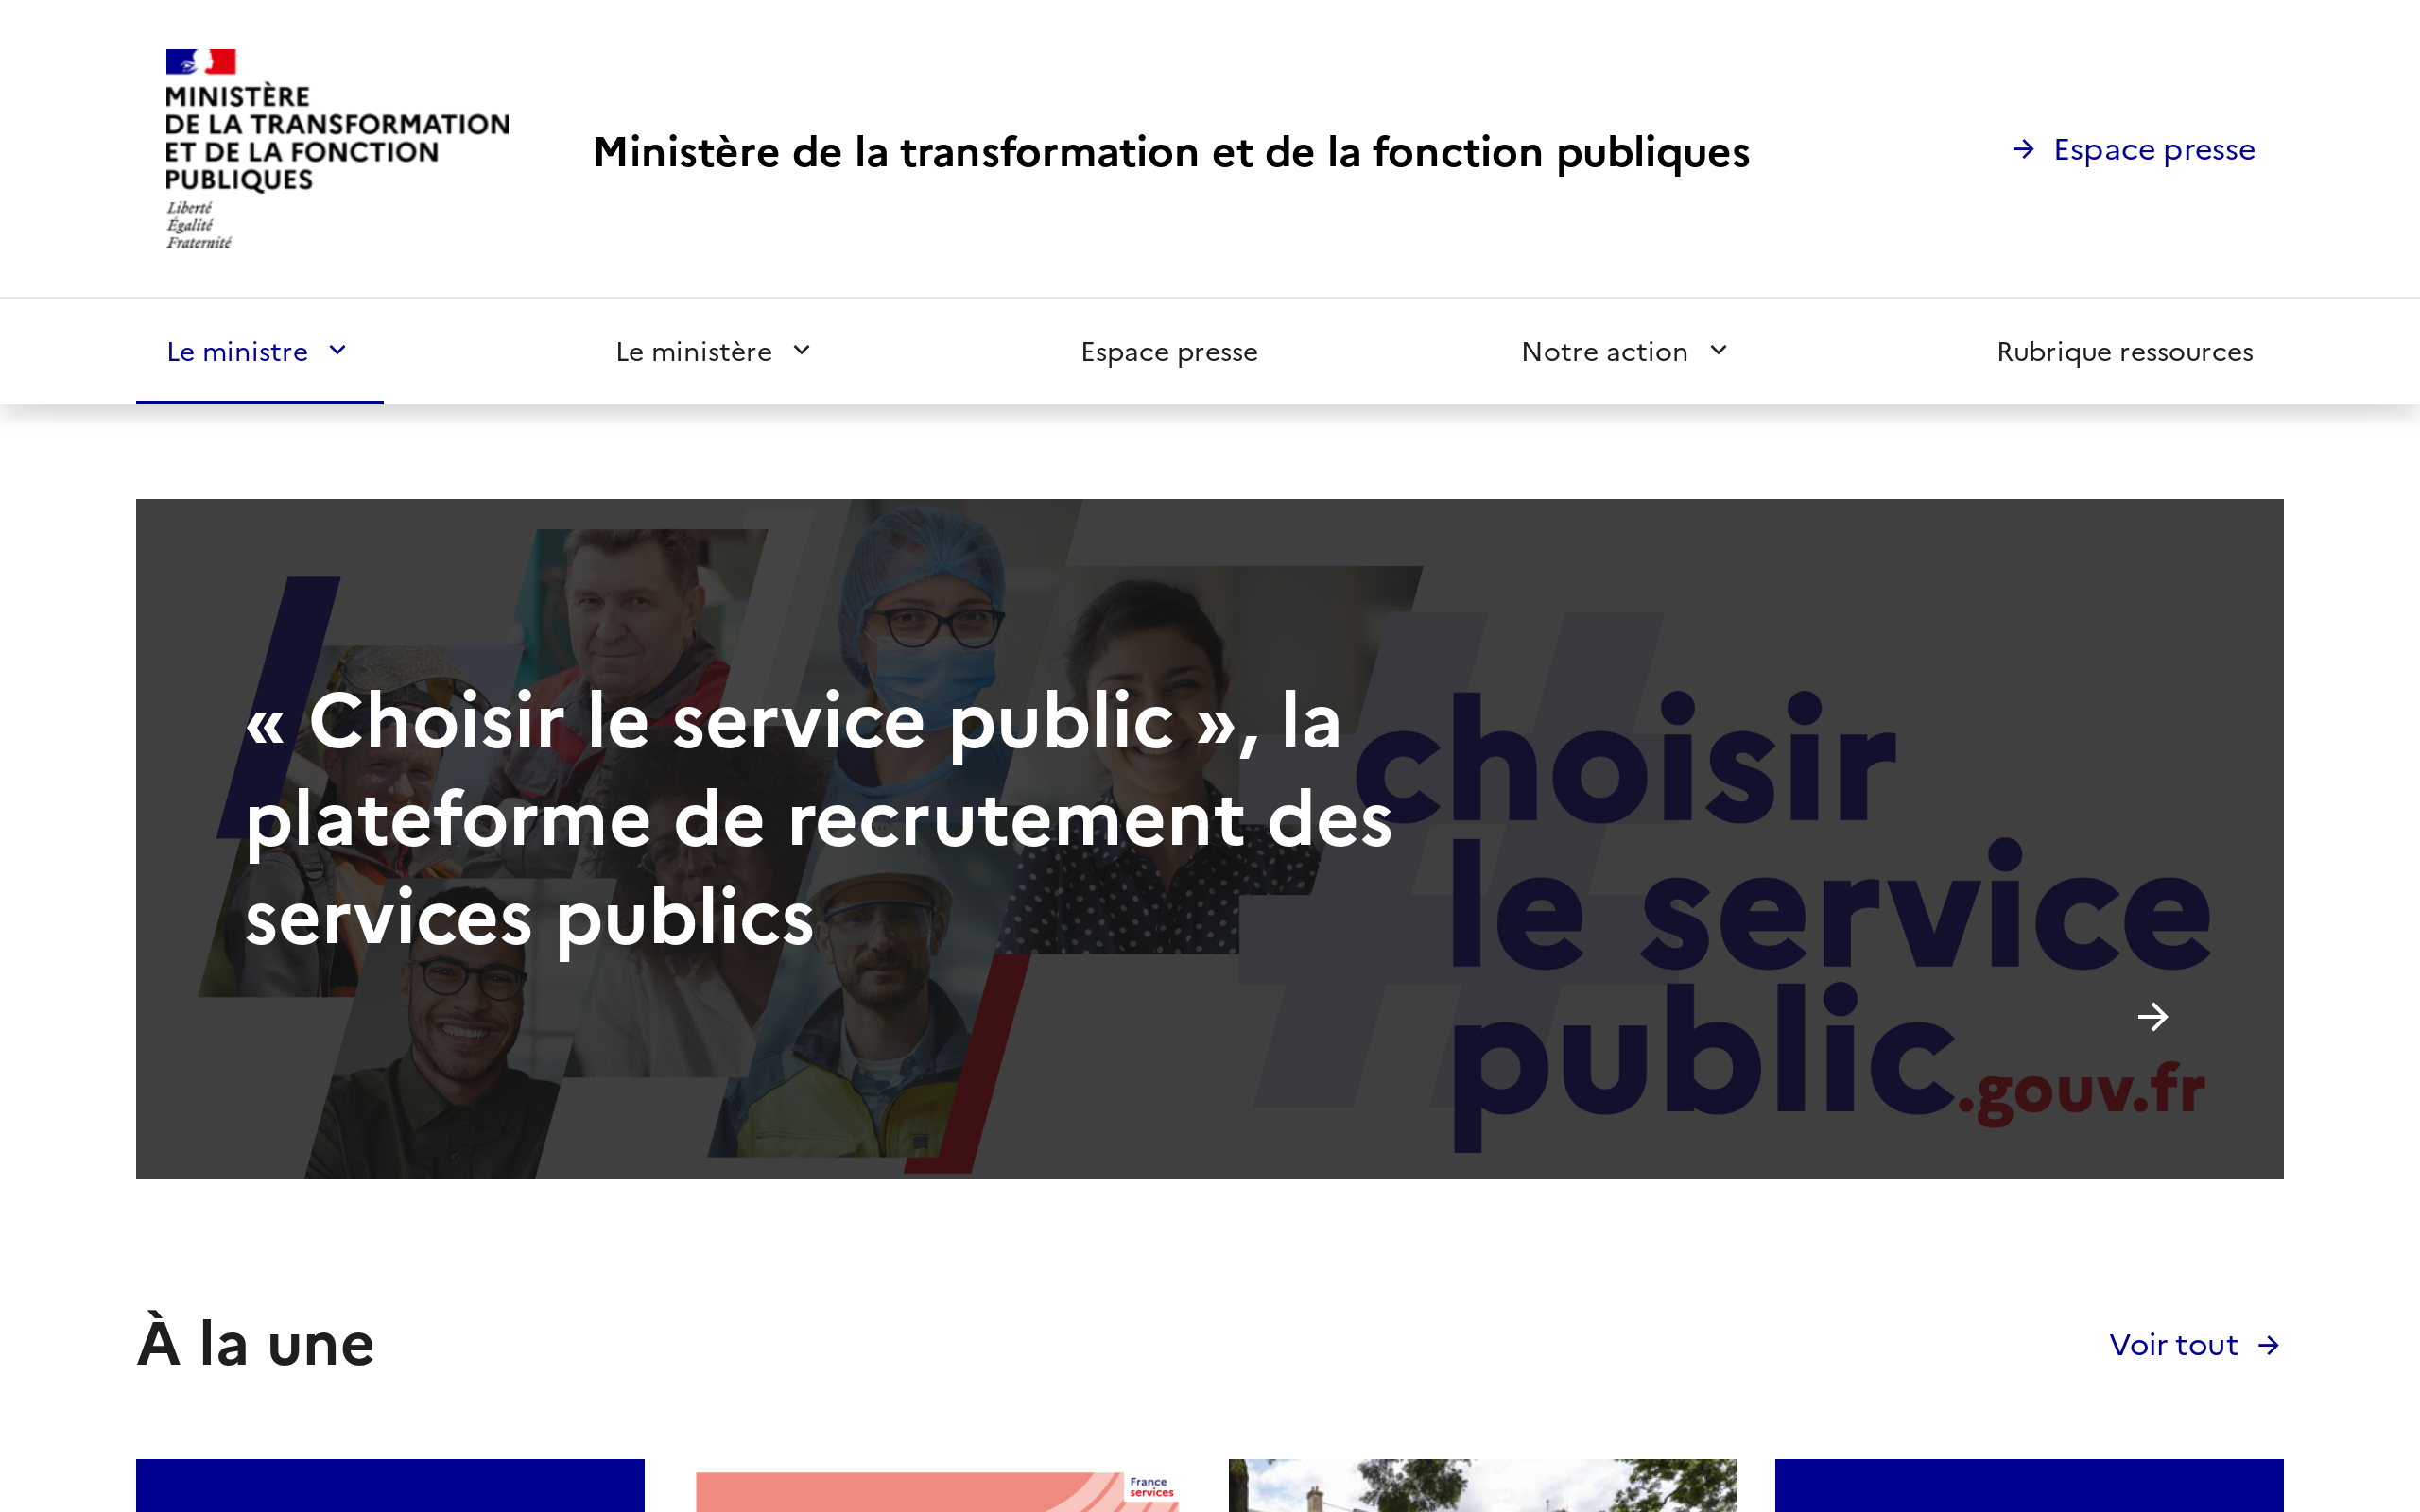 MINISTÈRE
DE LA TRANSFORMATION
ET DE LA FONCTION
PUBLIQUES
Liberté
Égalité
Fraternité
Ministère de la transformation et de la fonction publiques
Espace presse
Le ministre
Le ministère
Espace presse
Notre action
Rubrique ressources
« Choisir le service public », la
plateforme de recrutement des
services publics
choisir
le service
public.gouv.fr
À la une
Voir tout
France
services